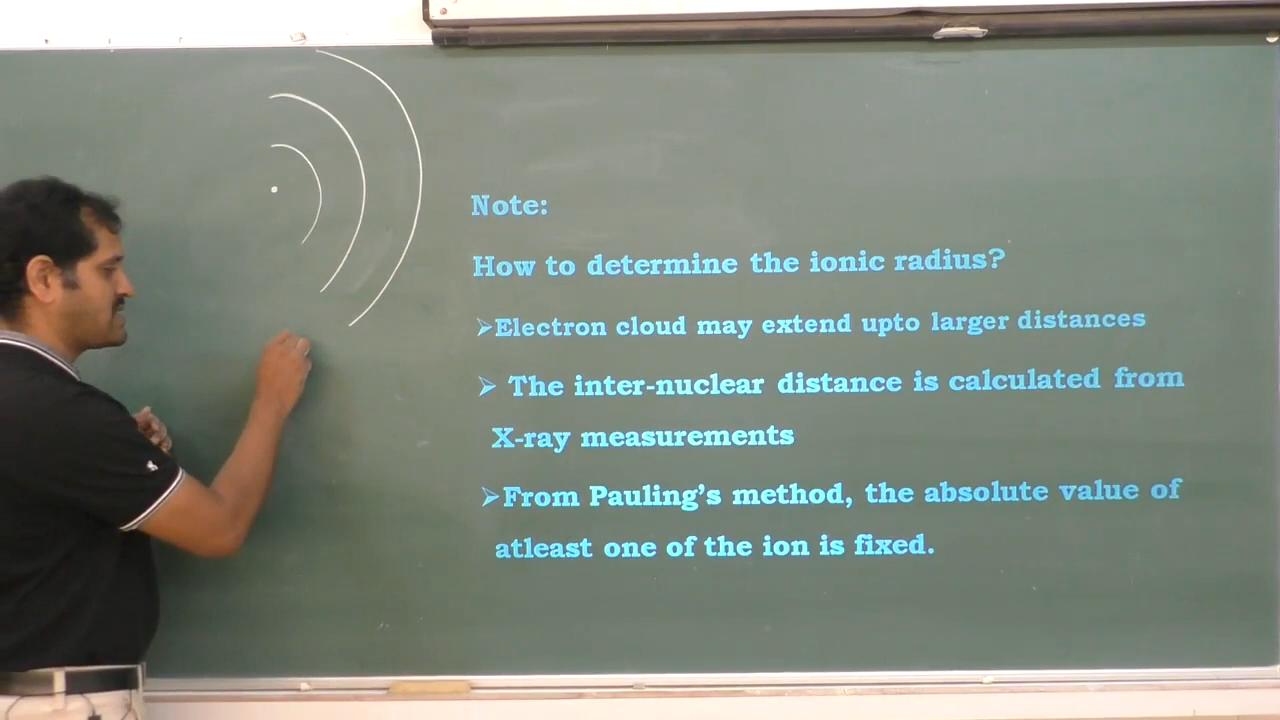 Note:
How to determine the ionic radius?
➢Electron cloud may extend upto larger distances
➢ The inter-nuclear distance is calculated from
X-ray measurements
➢From Pauling's method, the absolute value of
atleast one of the ion is fixed.